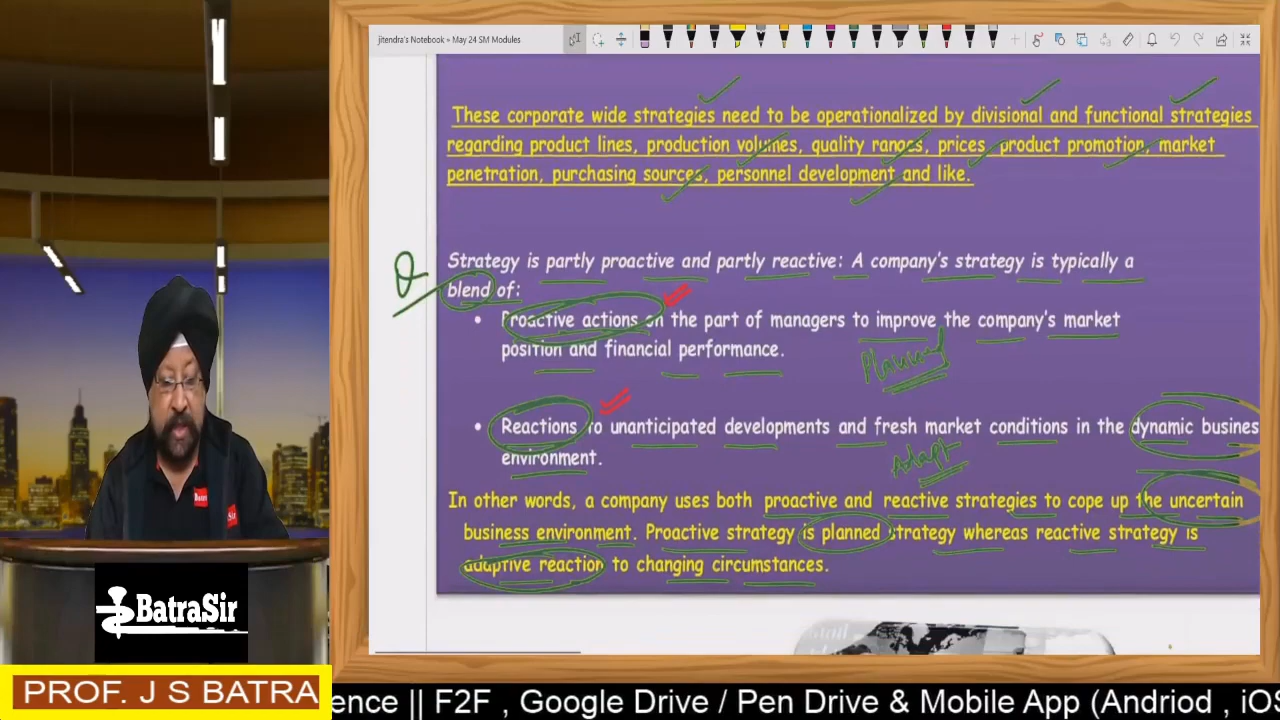 jitendra's Notebook » May 24 SM Modules
These corporate wide strategies need to be operationalized by divisional and functional strategies
regarding product lines, production volumes, quality ranges, prices, product promotion, market
penetration, purchasing sources, personnel development and like.
Q
Strategy is partly proactive and partly reactive: A company's strategy is typically a
blend of:
• Proactive actions on the part of managers to improve the company's market
position and financial performance.
Planned
• Reactions to unanticipated developments and fresh market conditions in the dynamic busines
environment.
Adapt
In other words, a company uses both proactive and reactive strategies to cope up the uncertain
business environment. Proactive strategy is planned strategy whereas reactive strategy is
adaptive reaction to changing circumstances.
BatraSir
PROF. J S BATRA
ence || F2F , Google Drive / Pen Drive & Mobile App (Andriod , iOS